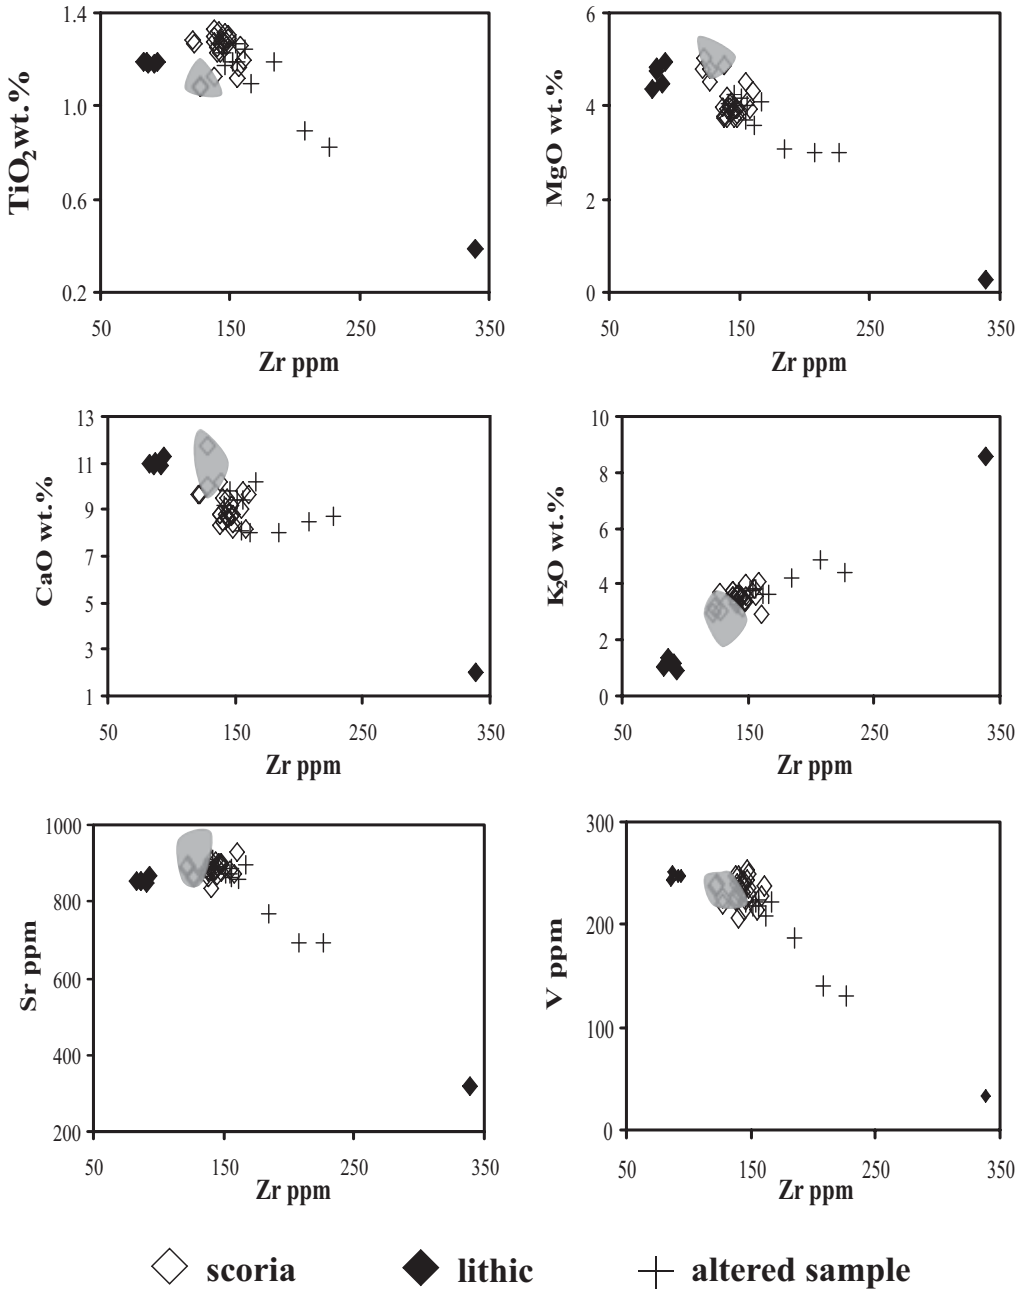 1.4
1.0
0.6
0.2
TiO2 wt.%
50 150 250 350
Zr ppm
6
4
2
0
MgO wt.%
50 150 250 350
Zr ppm
13
11
9
7
5
3
1
CaO wt.%
50 150 250 350
Zr ppm
10
8
6
4
2
0
K2O wt.%
50 150 250 350
Zr ppm
1000
800
600
400
200
Sr ppm
50 150 250 350
Zr ppm
300
200
100
0
V ppm
50 150 250 350
Zr ppm
scoria lithic altered sample